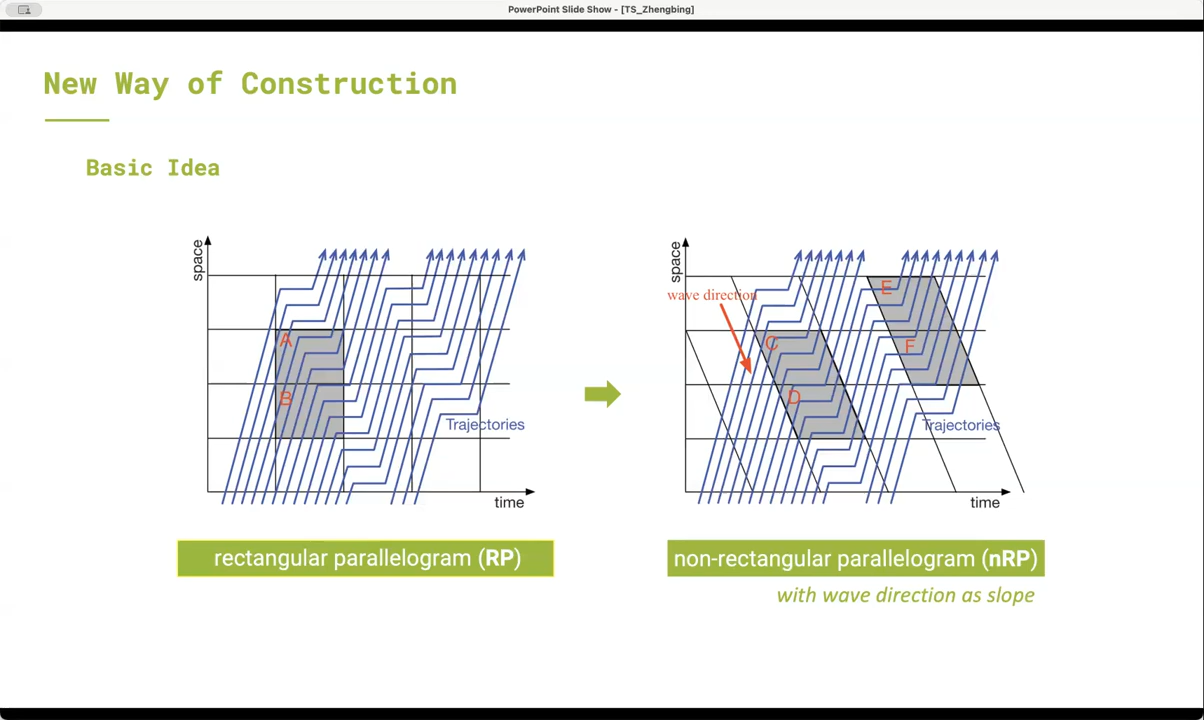 PowerPoint Slide Show - [TS_Zhengbing]
New Way of Construction
Basic Idea
space
A
B
Trajectories
time
rectangular parallelogram (RP)
space
wave direction
C
D
E
F
Trajectories
time
non-rectangular parallelogram (nRP)
with wave direction as slope